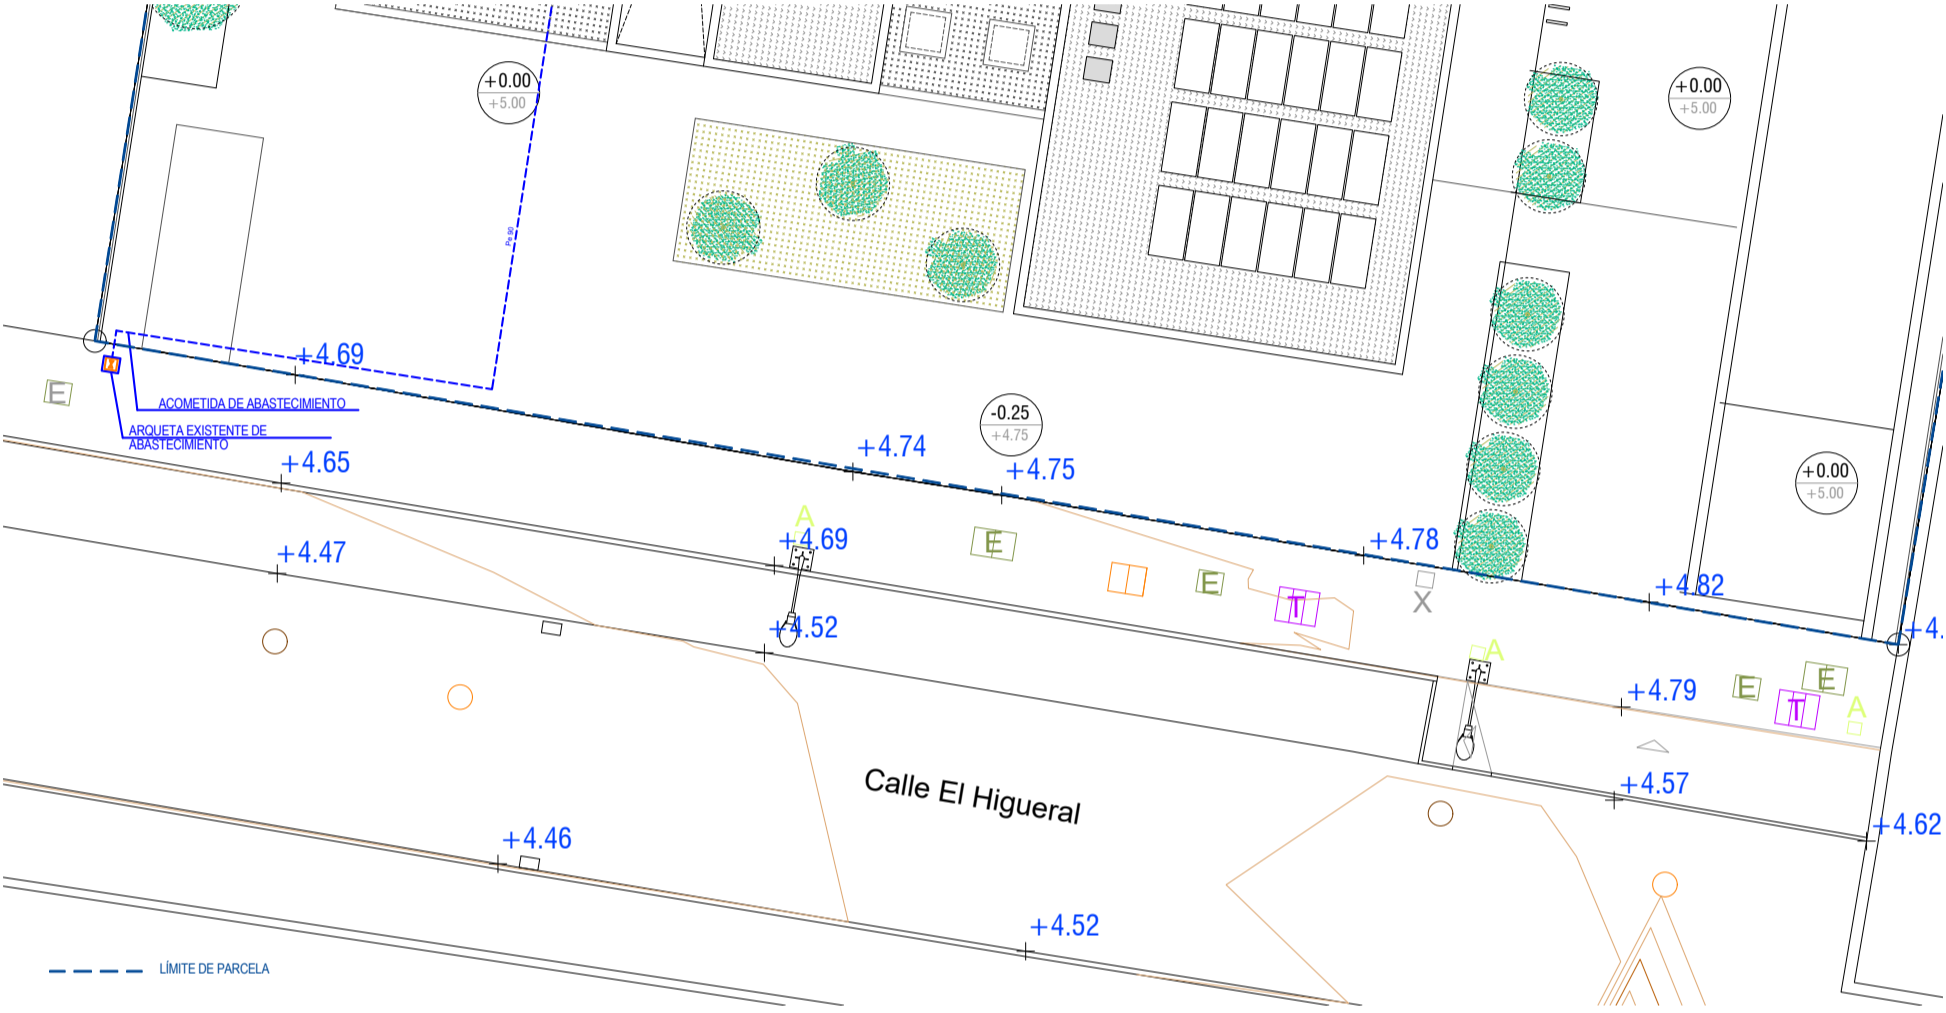 +0.00
+5.00
+0.00
+5.00
Pe 90
+4.69
E
ACOMETIDA DE ABASTECIMIENTO
ARQUETA EXISTENTE DE
ABASTECIMIENTO
-0.25
+4.75
+4.74
+4.75
+4.65
+0.00
+5.00
A
+4.69
E
+4.78
+4.47
E
T
X
+4.82
+4.52
+4.
A
+4.79
E
E
T
A
Calle El Higueral
+4.57
+4.62
+4.46
+4.52
LÍMITE DE PARCELA